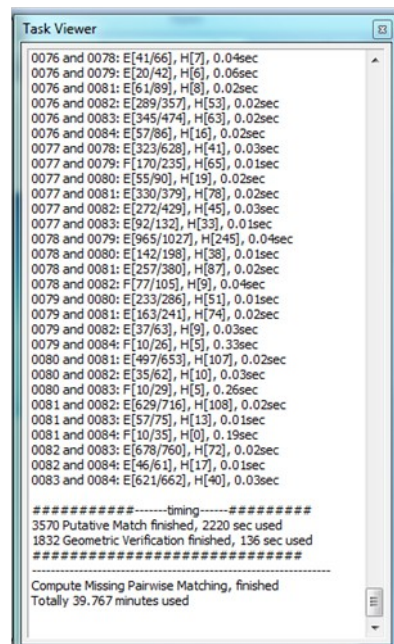 Task Viewer
0076 and 0078: E[41/66], H[7], 0.04sec
0076 and 0079: E[20/42], H[6], 0.06sec
0076 and 0081: E[61/89], H[8], 0.02sec
0076 and 0082: E[289/357], H[53], 0.02sec
0076 and 0083: E[345/474], H[63], 0.02sec
0076 and 0084: E[57/86], H[16], 0.02sec
0077 and 0078: E[323/628], H[41], 0.03sec
0077 and 0079: F[170/235], H[65], 0.01sec
0077 and 0080: E[55/90], H[19], 0.02sec
0077 and 0081: E[330/379], H[78], 0.02sec
0077 and 0082: E[272/429], H[45], 0.03sec
0077 and 0083: E[92/132], H[33], 0.01sec
0078 and 0079: E[965/1027], H[245], 0.04sec
0078 and 0080: E[142/198], H[38], 0.01sec
0078 and 0081: E[257/380], H[87], 0.02sec
0078 and 0082: F[77/105], H[9], 0.04sec
0079 and 0080: E[233/286], H[51], 0.01sec
0079 and 0081: E[163/241], H[74], 0.02sec
0079 and 0082: E[37/63], H[9], 0.03sec
0079 and 0084: F[10/26], H[5], 0.33sec
0080 and 0081: E[497/653], H[107], 0.02sec
0080 and 0082: E[35/62], H[10], 0.03sec
0080 and 0083: F[10/29], H[5], 0.26sec
0081 and 0082: E[629/716], H[108], 0.02sec
0081 and 0083: E[57/75], H[13], 0.01sec
0081 and 0084: F[10/35], H[0], 0.19sec
0082 and 0083: E[678/760], H[72], 0.02sec
0082 and 0084: E[46/61], H[17], 0.01sec
0083 and 0084: E[621/662], H[40], 0.03sec
###########-------timing------#########
3570 Putative Match finished, 2220 sec used
1832 Geometric Verification finished, 136 sec used
#############################
----------------------------------------------------------------
Compute Missing Pairwise Matching, finished
Totally 39.767 minutes used